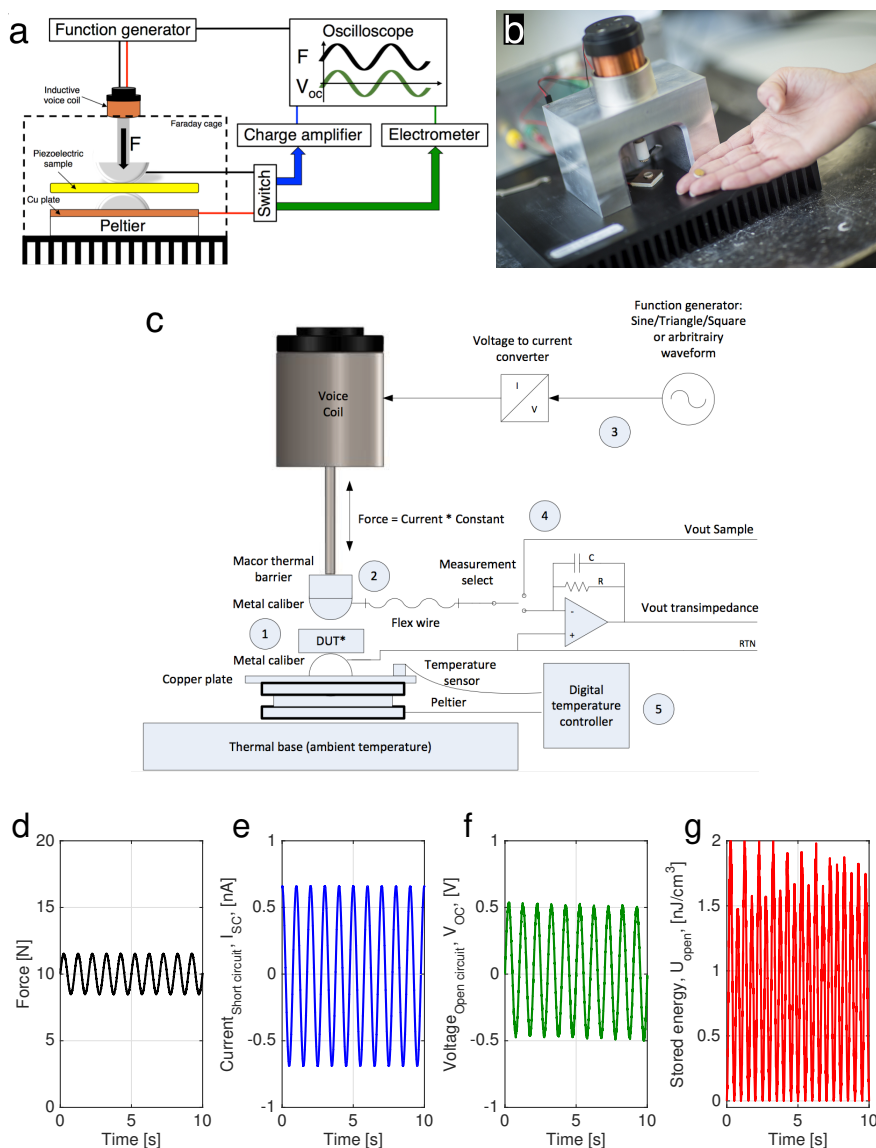 a
Function generator
Oscilloscope
F
Voc
Inductive
voice coil
Faraday cage
F
Charge amplifier
Electrometer
Piezoelectric
sample
Switch
Cu plate
Peltier
b
c
Function generator:
Sine/Triangle/Square
or arbritrairy
waveform
Voltage to current
converter
Voice
Coil
I
V
3
Force = Current * Constant
4
Vout Sample
Macor thermal
barrier
2
Measurement
select
C
R
Metal caliber
-
Vout transimpedance
Flex wire
+
1
DUT*
RTN
Metal caliber
Temperature
sensor
Copper plate
Digital
temperature
controller
5
Peltier
Thermal base (ambient temperature)
d
Force [N]
20
15
10
5
0
0 5 10
Time [s]
e
Current Short circuit, I SC, [nA]
1
0.5
0
-0.5
-1
0 5 10
Time [s]
f
Voltage Open circuit, V OC, [V]
1
0.5
0
-0.5
-1
0 5 10
Time [s]
g
Stored energy, U open, [nJ/cm³]
2
1.5
1
0.5
0
0 5 10
Time [s]